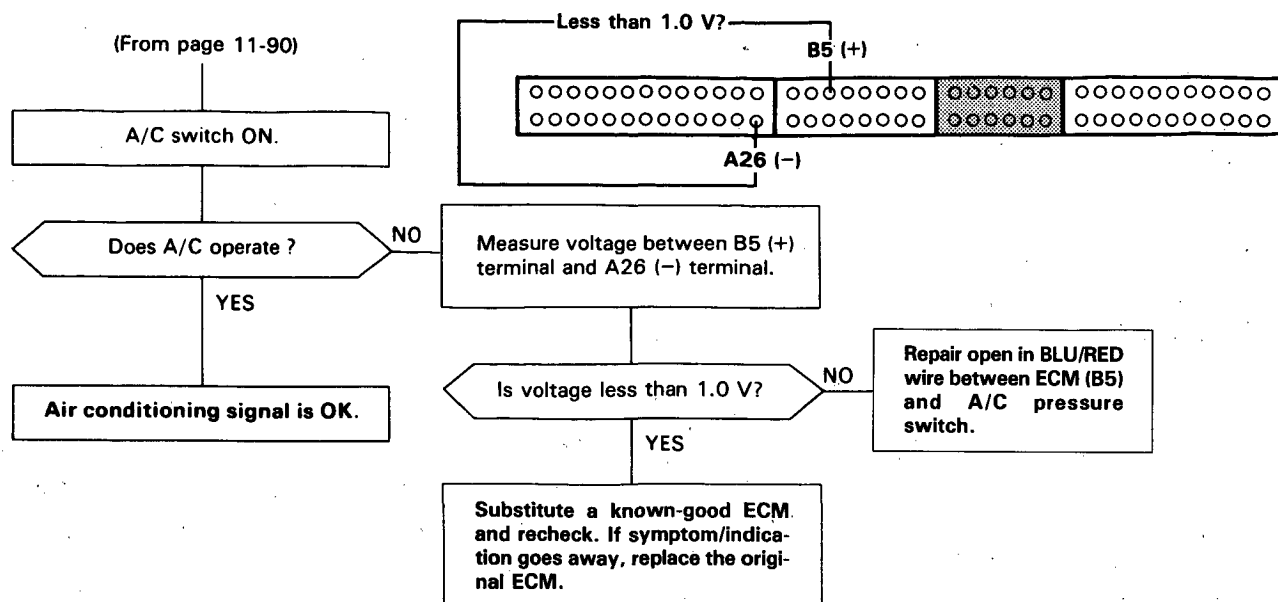 (From page 11-90)
A/C switch ON.
Does A/C operate ?
NO
YES
Air conditioning signal is OK.
Less than 1.0 V?
B5 (+)
A26 (−)
Measure voltage between B5 (+)
terminal and A26 (−) terminal.
Is voltage less than 1.0 V?
NO
YES
Repair open in BLU/RED
wire between ECM (B5)
and A/C pressure
switch.
Substitute a known-good ECM
and recheck. If symptom/indica-
tion goes away, replace the origi-
nal ECM.